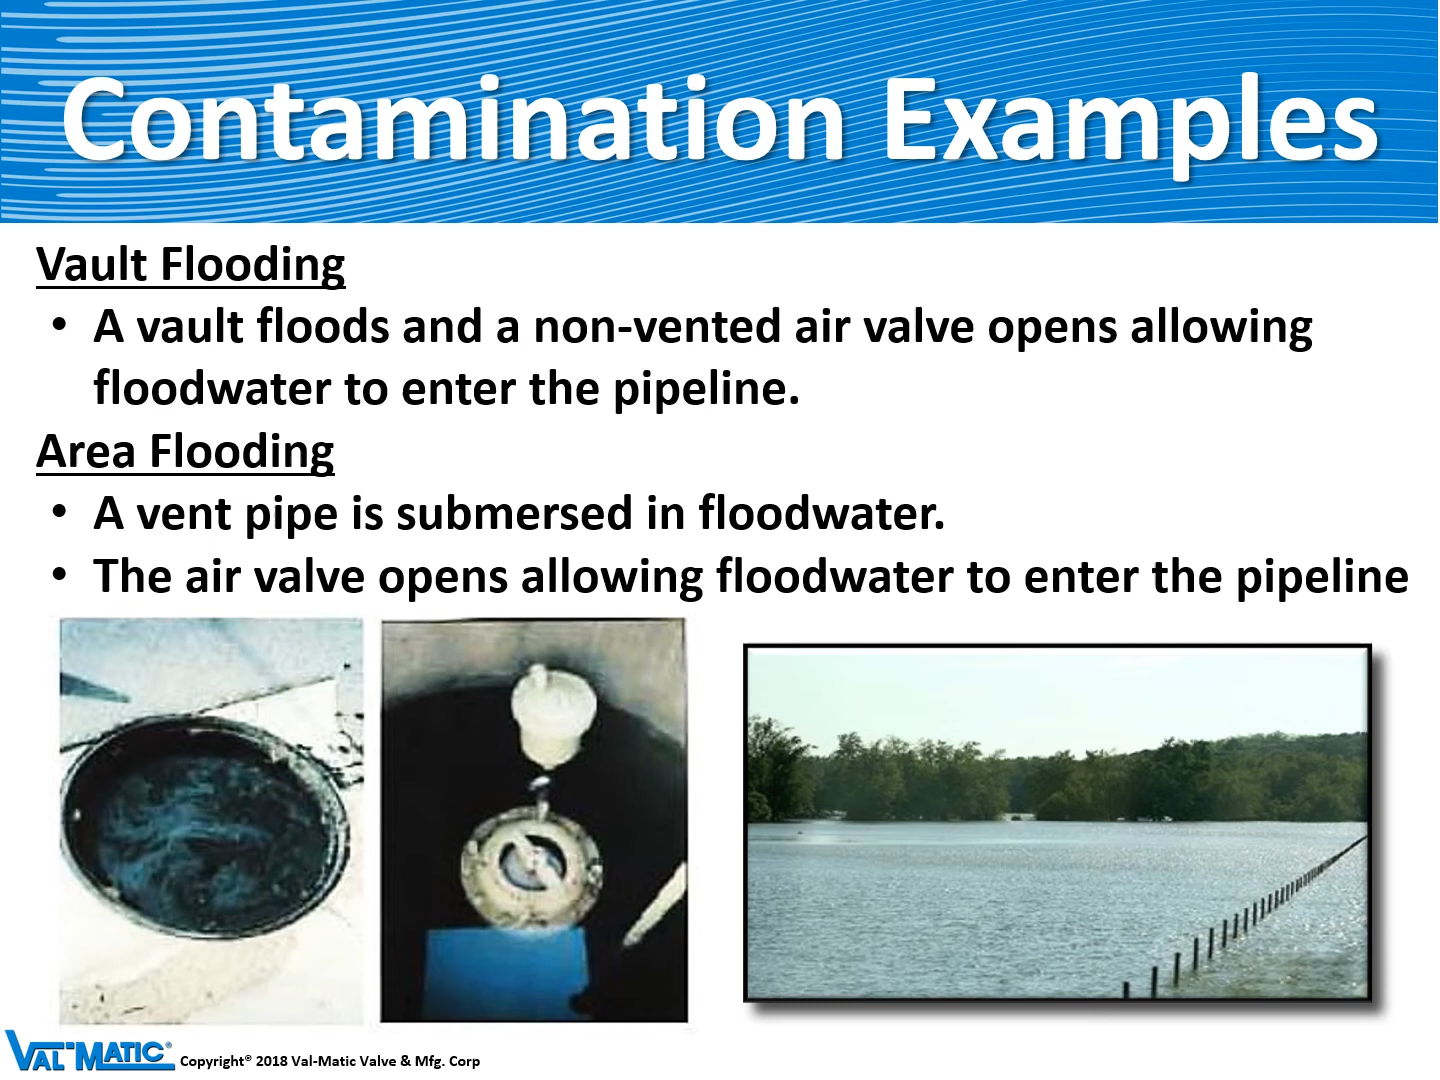 Contamination Examples
Vault Flooding
• A vault floods and a non-vented air valve opens allowing
floodwater to enter the pipeline.
Area Flooding
• A vent pipe is submersed in floodwater.
• The air valve opens allowing floodwater to enter the pipeline
VAL-MATIC® Copyright® 2018 Val-Matic Valve & Mfg. Corp